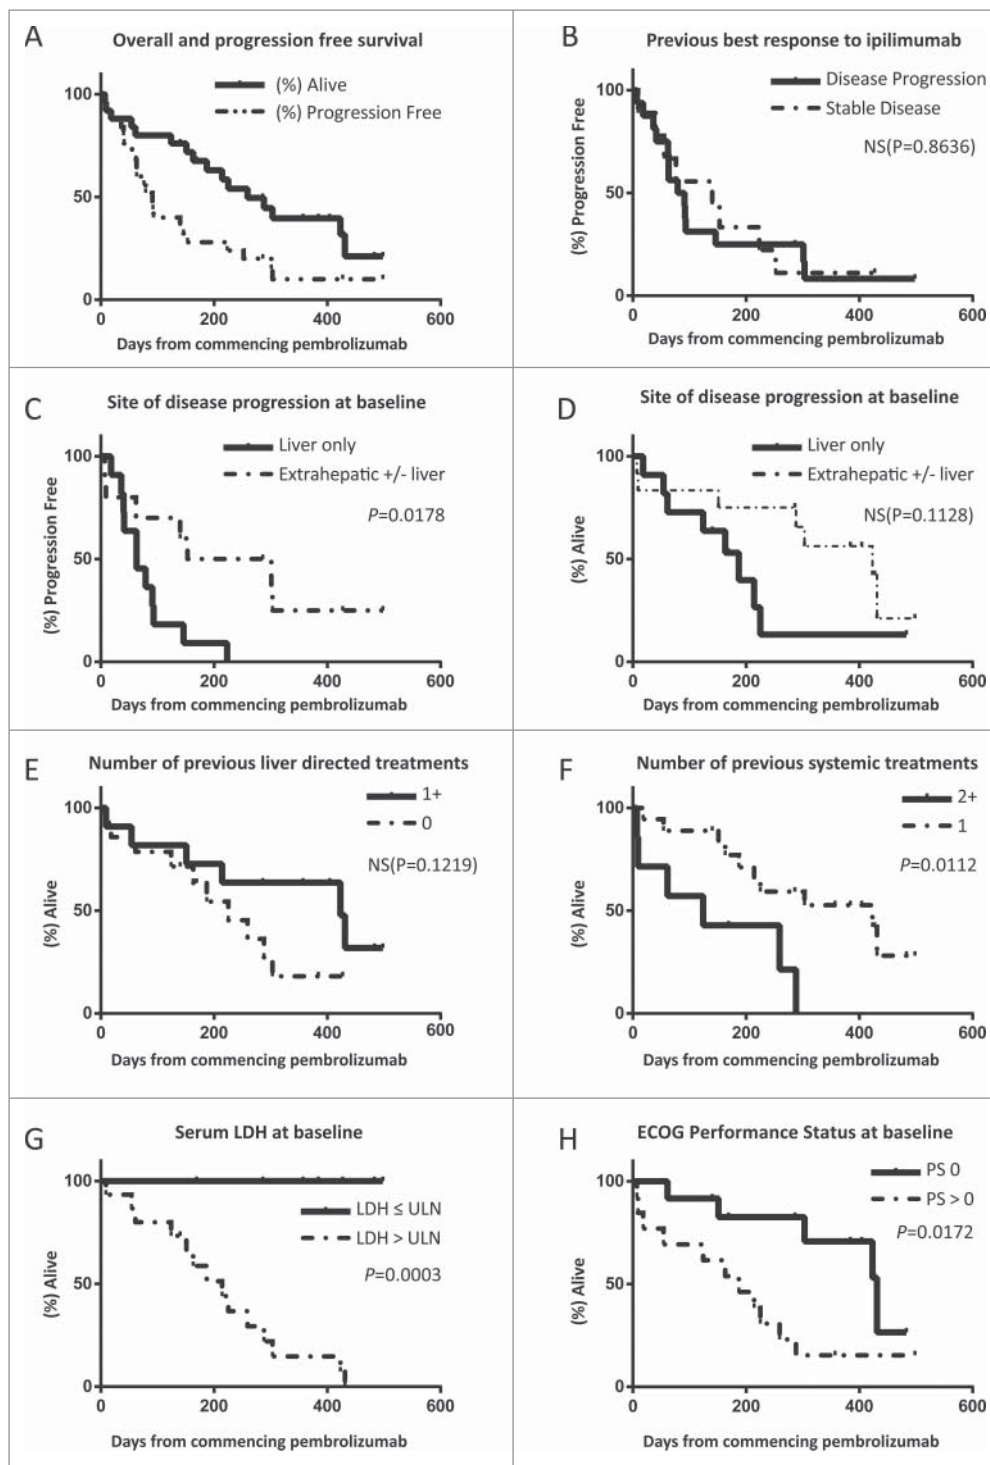 A
Overall and progression free survival
(%) Alive
(%) Progression Free
100
50
0
0 200 400 600
Days from commencing pembrolizumab
B
Previous best response to ipilimumab
Disease Progression
Stable Disease
NS(P=0.8636)
(%) Progression Free
100
50
0
0 200 400 600
Days from commencing pembrolizumab
C
Site of disease progression at baseline
Liver only
Extrahepatic +/- liver
P=0.0178
(%) Progression Free
100
50
0
0 200 400 600
Days from commencing pembrolizumab
D
Site of disease progression at baseline
Liver only
Extrahepatic +/- liver
NS(P=0.1128)
(%) Alive
100
50
0
0 200 400 600
Days from commencing pembrolizumab
E
Number of previous liver directed treatments
1+
0
NS(P=0.1219)
(%) Alive
100
50
0
0 200 400 600
Days from commencing pembrolizumab
F
Number of previous systemic treatments
2+
1
P=0.0112
(%) Alive
100
50
0
0 200 400 600
Days from commencing pembrolizumab
G
Serum LDH at baseline
LDH ≤ ULN
LDH > ULN
P=0.0003
(%) Alive
100
50
0
0 200 400 600
Days from commencing pembrolizumab
H
ECOG Performance Status at baseline
PS 0
PS > 0
P=0.0172
(%) Alive
100
50
0
0 200 400 600
Days from commencing pembrolizumab